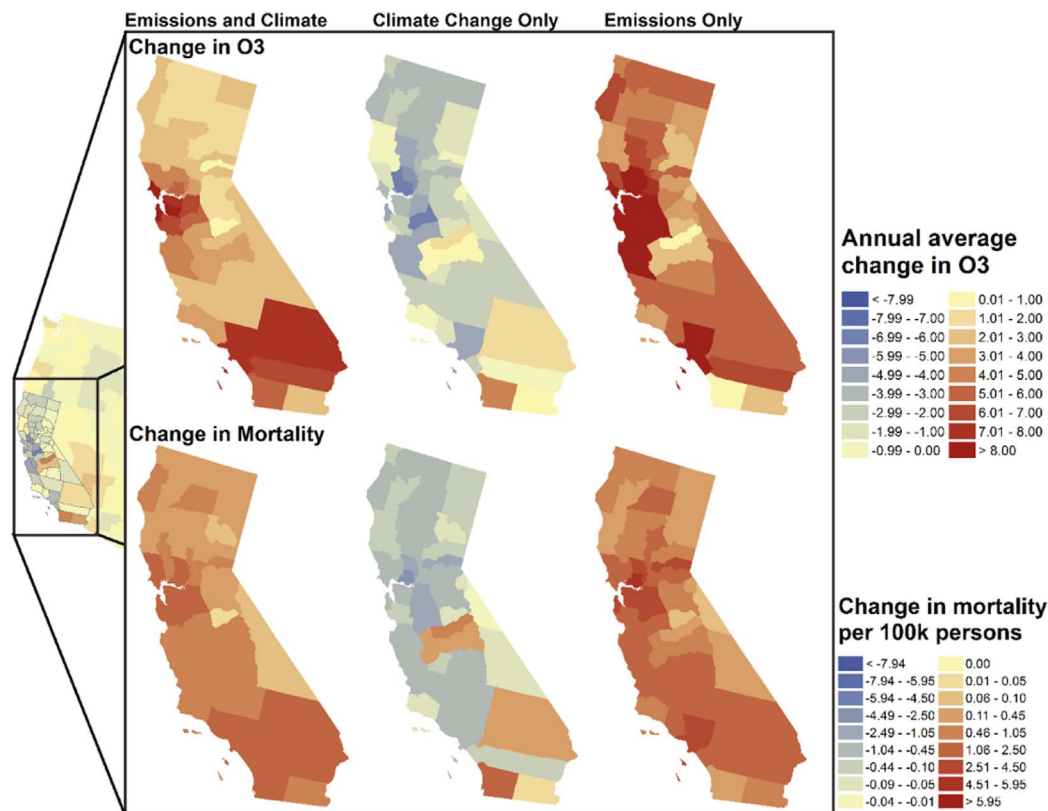 Emissions and Climate
Climate Change Only
Emissions Only
Change in O3
Change in Mortality
Annual average
change in O3
< -7.99
-7.99 - -7.00
-6.99 - -6.00
-5.99 - -5.00
-4.99 - -4.00
-3.99 - -3.00
-2.99 - -2.00
-1.99 - -1.00
-0.99 - 0.00
0.01 - 1.00
1.01 - 2.00
2.01 - 3.00
3.01 - 4.00
4.01 - 5.00
5.01 - 6.00
6.01 - 7.00
7.01 - 8.00
> 8.00
Change in mortality
per 100k persons
< -7.94
-7.94 - -5.95
-5.94 - -4.50
-4.49 - -2.50
-2.49 - -1.05
-1.04 - -0.45
-0.44 - -0.10
-0.09 - -0.05
-0.04 - -0.01
0.00
0.01 - 0.05
0.06 - 0.10
0.11 - 0.45
0.46 - 1.05
1.06 - 2.50
2.51 - 4.50
4.51 - 5.95
> 5.95